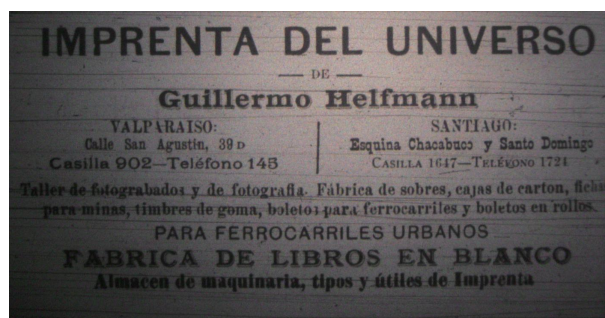 IMPRENTA DEL UNIVERSO
— DE —
Guillermo Helfmann
VALPARAISO:
Calle San Agustin, 39 D
Casilla 902—Teléfono 145
SANTIAGO:
Esquina Chacabuco y Santo Domingo
CASILLA 1647—TELÉFONO 1721
Taller de fotograbados y de fotografia. Fábrica de sobres, cajas de carton, fichas
para minas, timbres de goma, boletos para ferrocarriles y boletos en rollos.
PARA FERROCARRILES URBANOS
FABRICA DE LIBROS EN BLANCO
Almacen de maquinaria, tipos y útiles de Imprenta